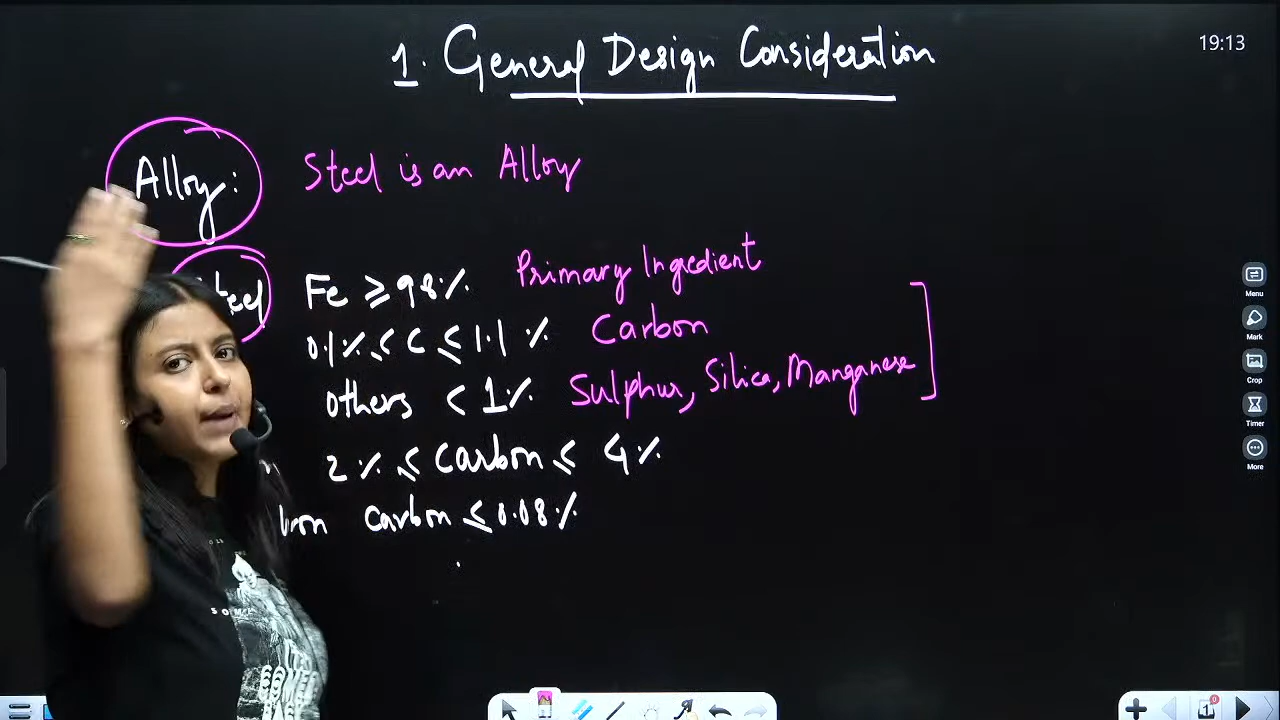 1. General Design Consideration
19:13
Alloy: Steel is an Alloy
Fe ≥ 98% Primary Ingredient
0.1% < C ≤ 1.1% Carbon
others < 1% Sulphur, Silica, Manganese
2% ≤ Carbon ≤ 4%
Carbon ≤ 0.08%
Menu
Mark
Crop
Timer
More